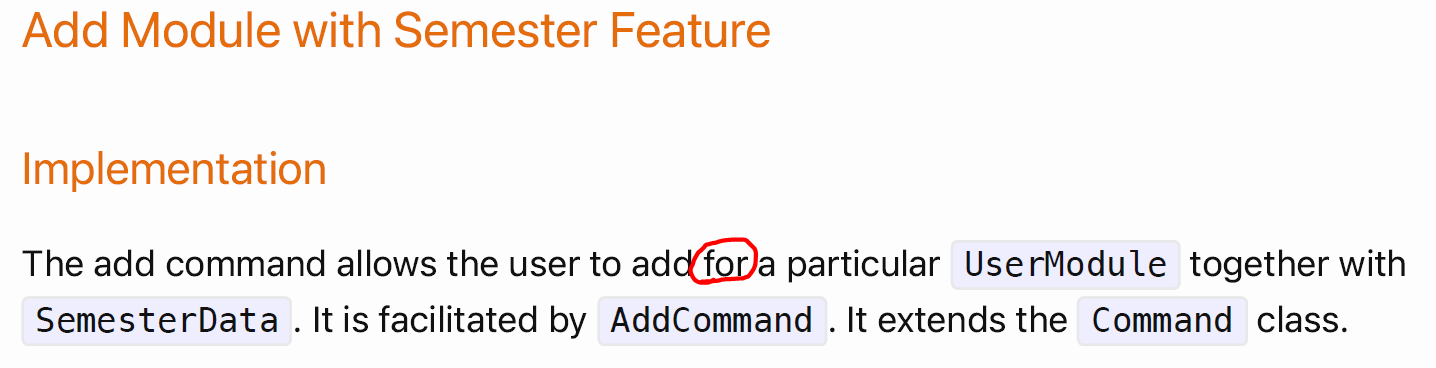 Add Module with Semester Feature
Implementation
The add command allows the user to add for a particular UserModule together with
SemesterData. It is facilitated by AddCommand. It extends the Command class.